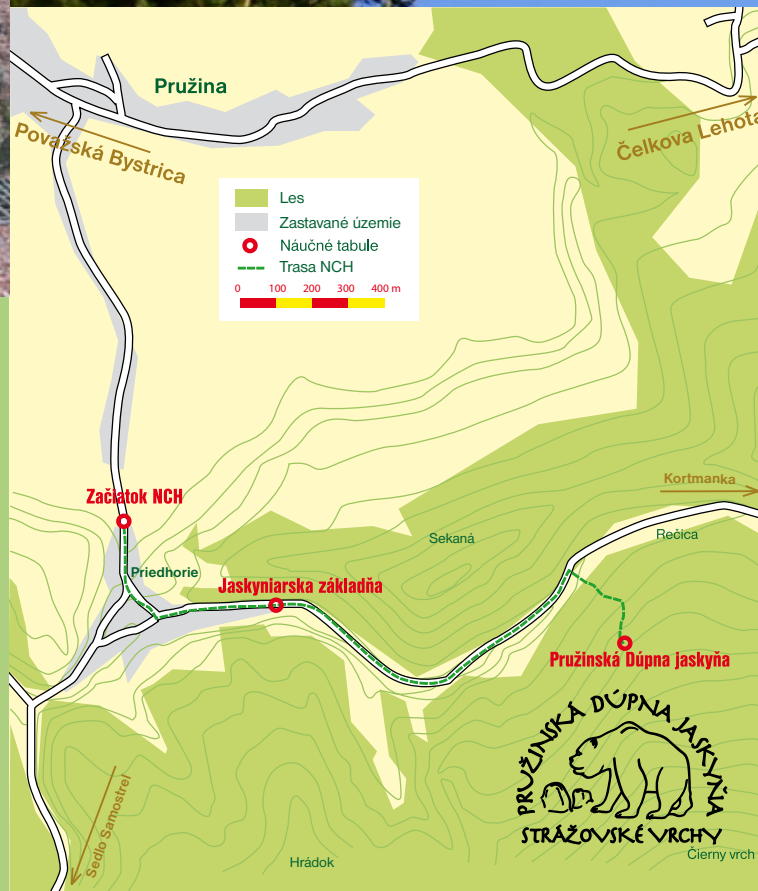 Pružina
Považská Bystrica
Čelkova Lehota
Les
Zastavané územie
Náučné tabule
Trasa NCH
0 100 200 300 400 m
Začiatok NCH
Kortmanka
Sekaná
Rečica
Priedhorie
Jaskyniarska základňa
Pružinská Dúpna jaskyňa
PRUŽINSKÁ DÚPNA JASKYŇA
STRÁŽOVSKÉ VRCHY
Sedlo Samostrel
Hrádok
Čierny vrch